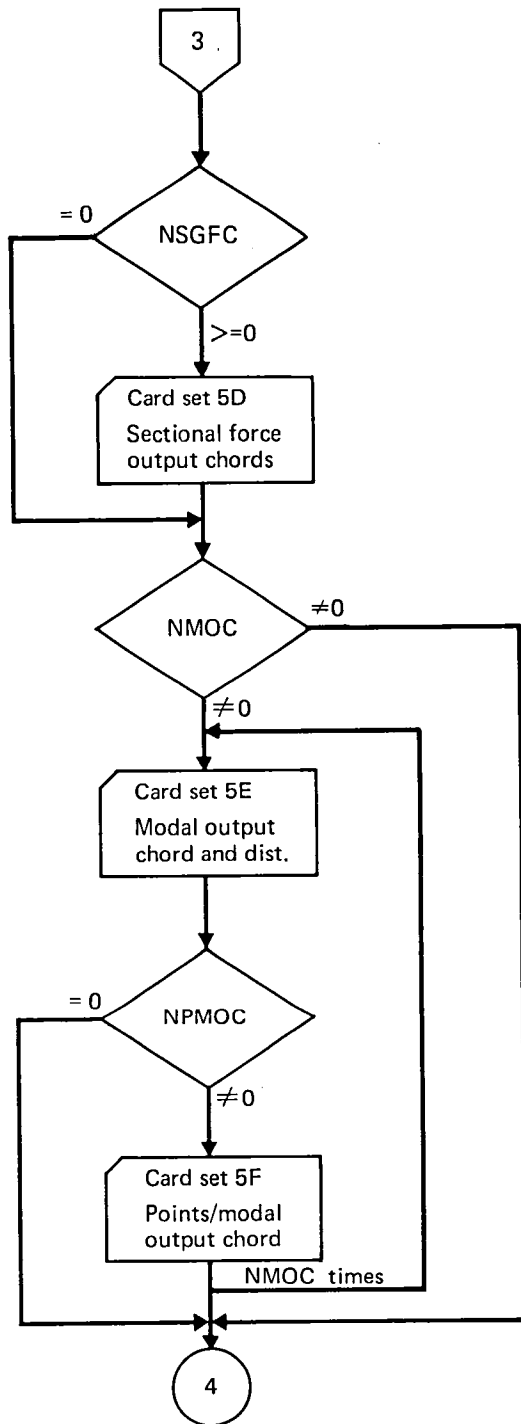 3
= 0
NSGFC
>=0
Card set 5D
Sectional force
output chords
NMOC
≠0
≠0
Card set 5E
Modal output
chord and dist.
= 0
NPMOC
≠0
Card set 5F
Points/modal
output chord
NMOC times
4